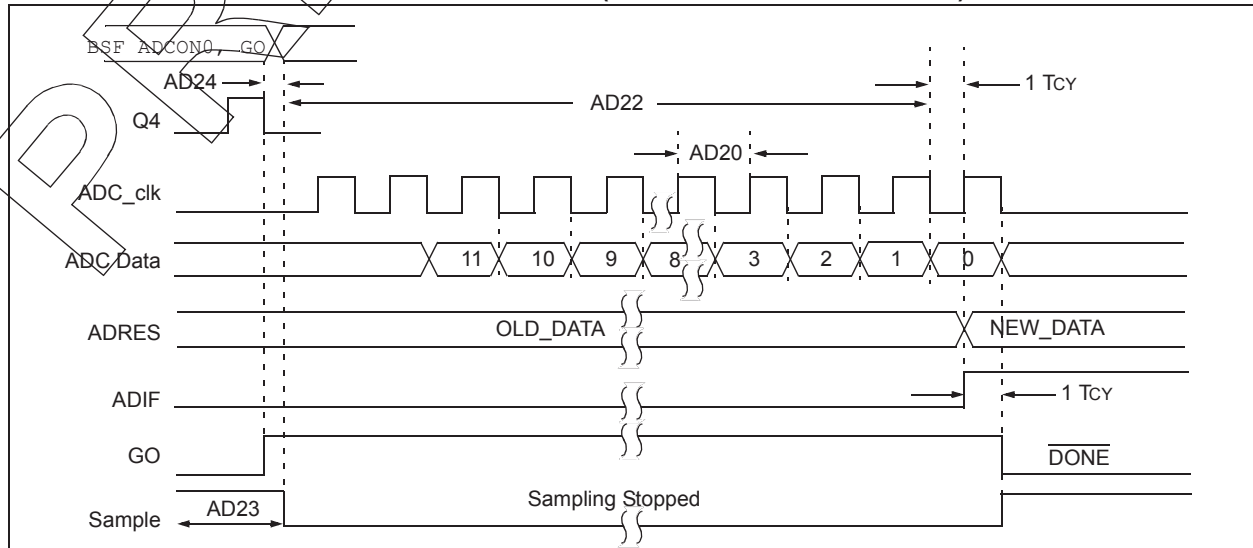 BSF ADCON0, GO
AD24
1 TCY
AD22
Q4
AD20
ADC_clk
ADC Data 11 10 9 8 3 2 1 0
ADRES OLD_DATA NEW_DATA
ADIF 1 TCY
GO DONE
Sampling Stopped
Sample AD23